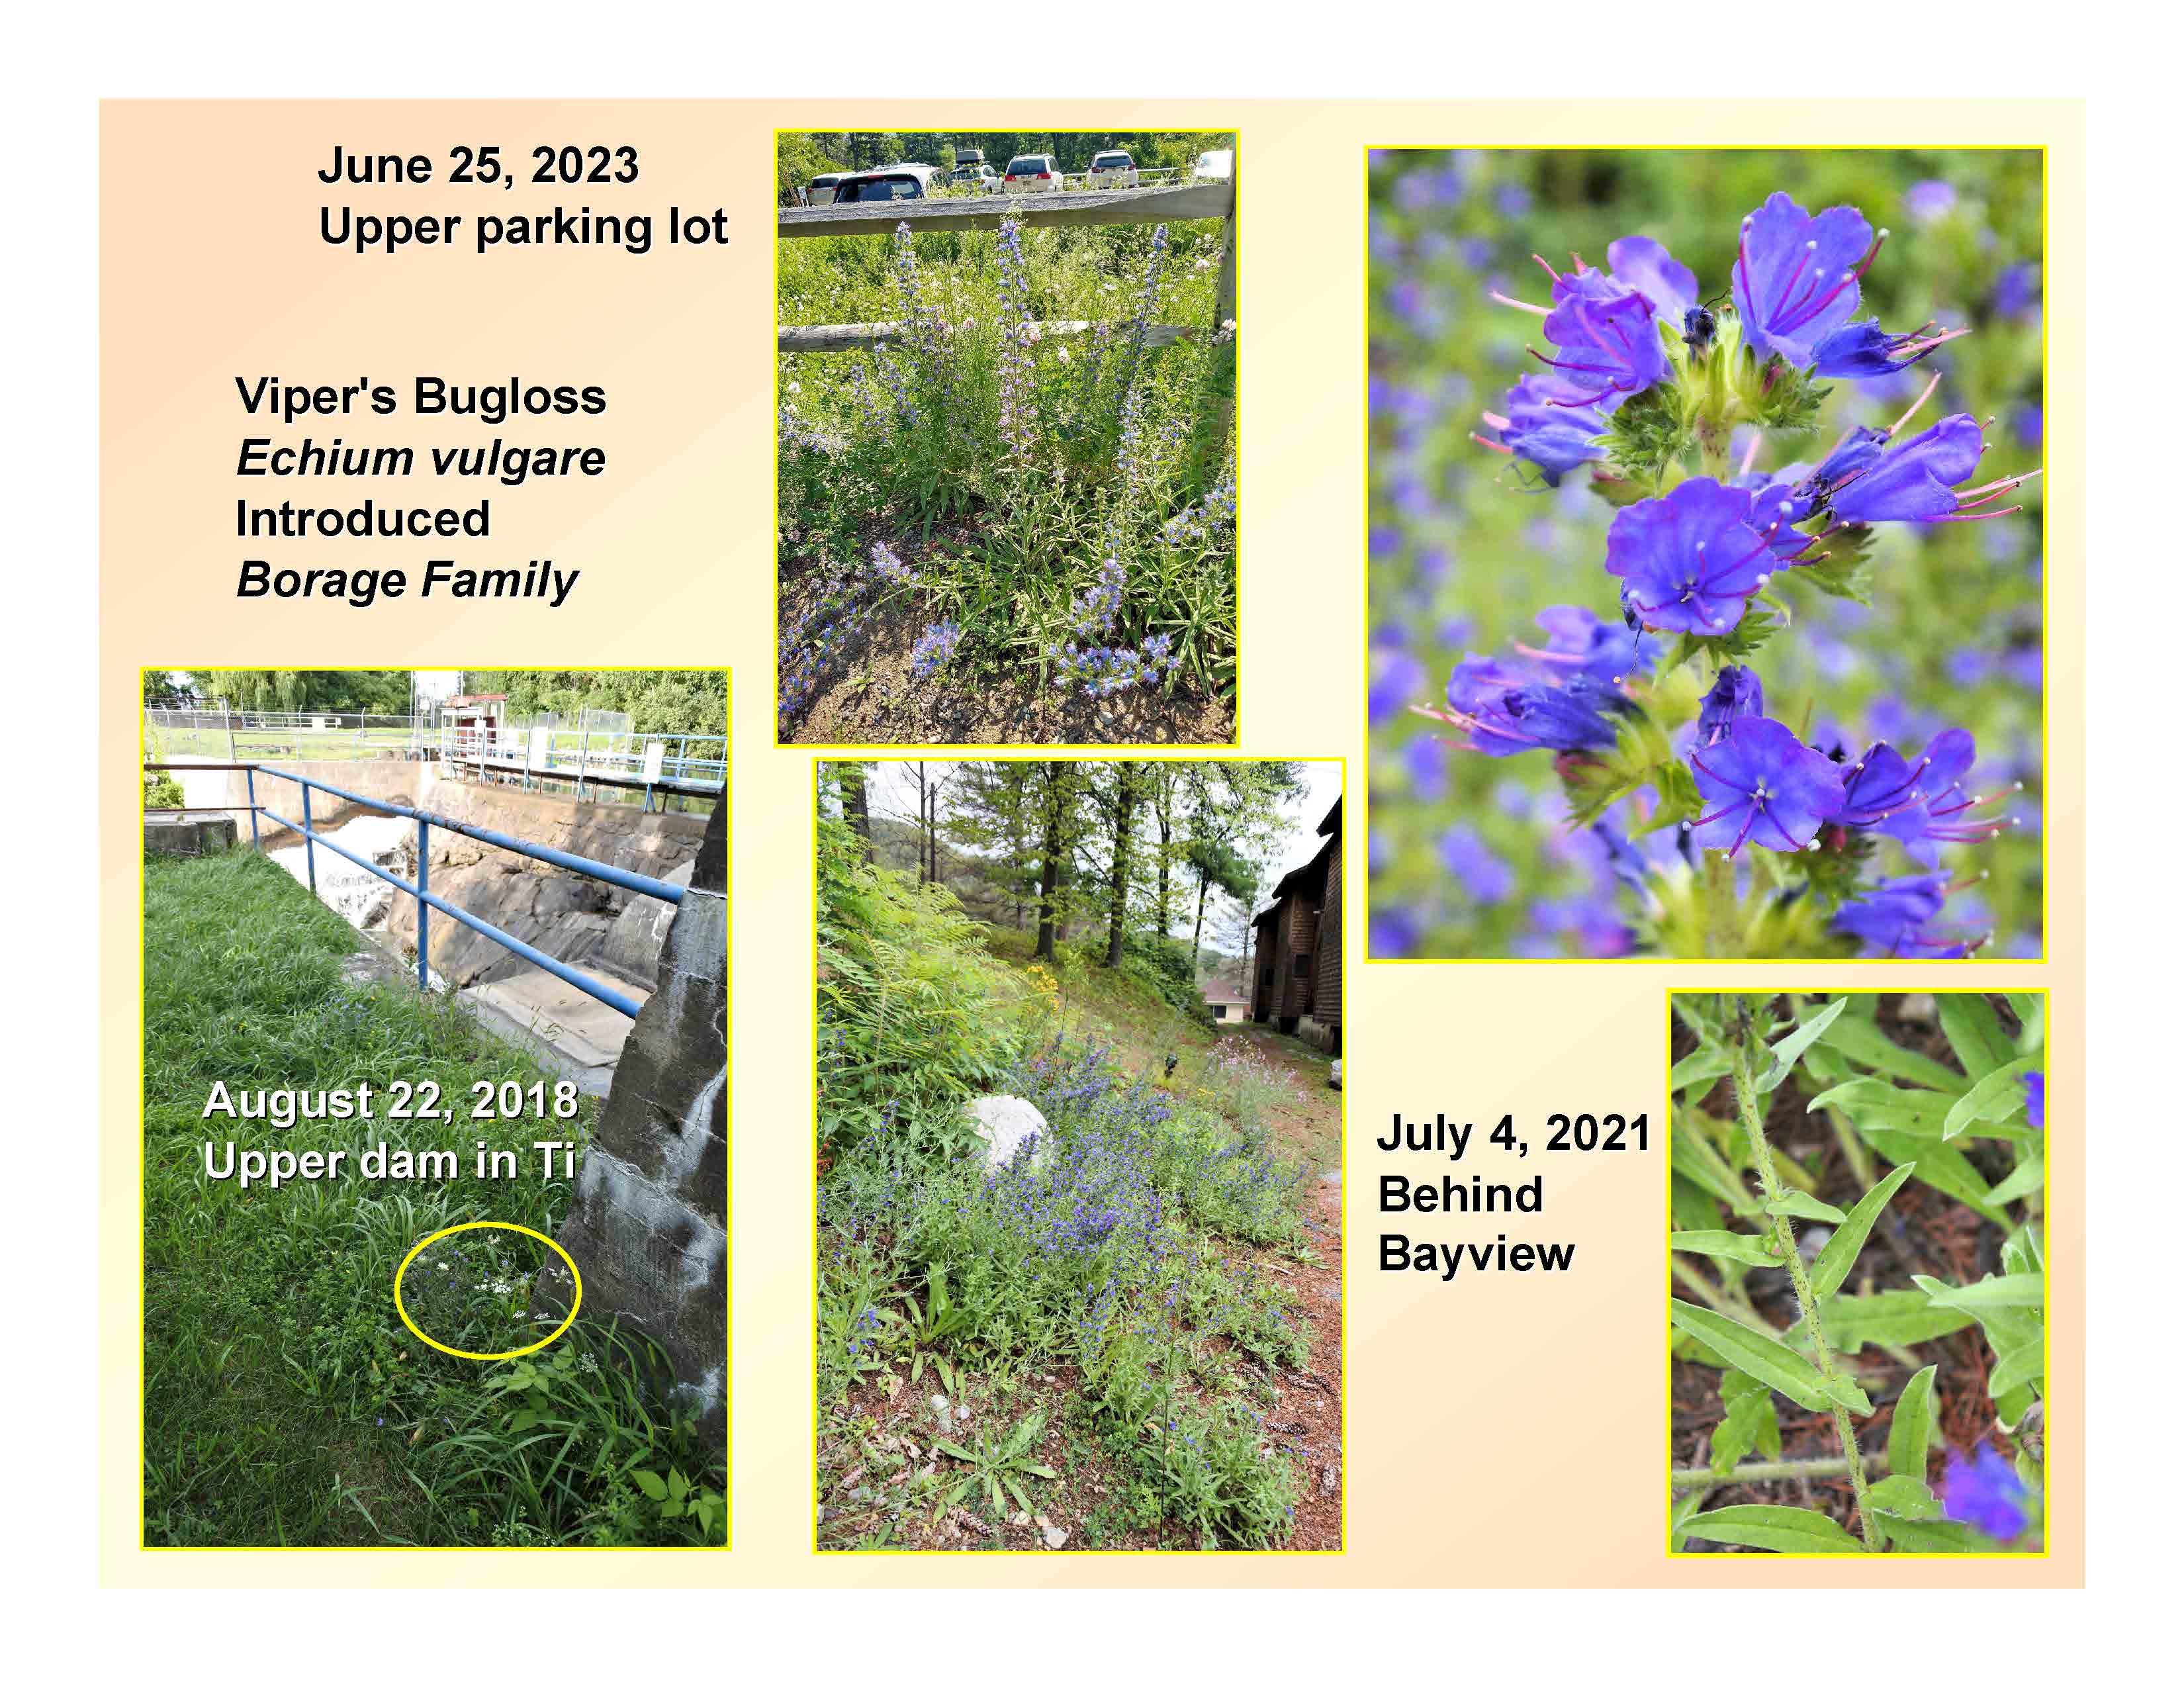 June 25, 2023
Upper parking lot
Viper's Bugloss
Echium vulgare
Introduced
Borage Family
August 22, 2018
Upper dam in Ti
July 4, 2021
Behind
Bayview